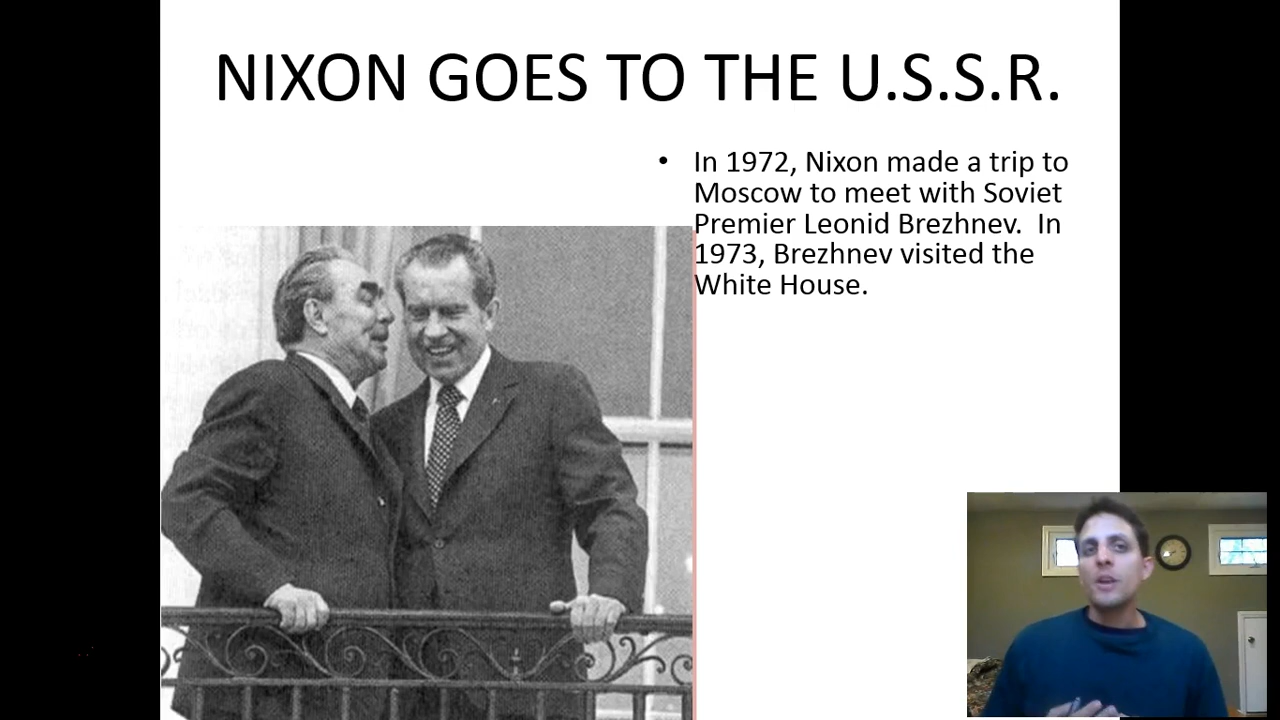 NIXON GOES TO THE U.S.S.R.
• In 1972, Nixon made a trip to
Moscow to meet with Soviet
Premier Leonid Brezhnev.  In
1973, Brezhnev visited the
White House.